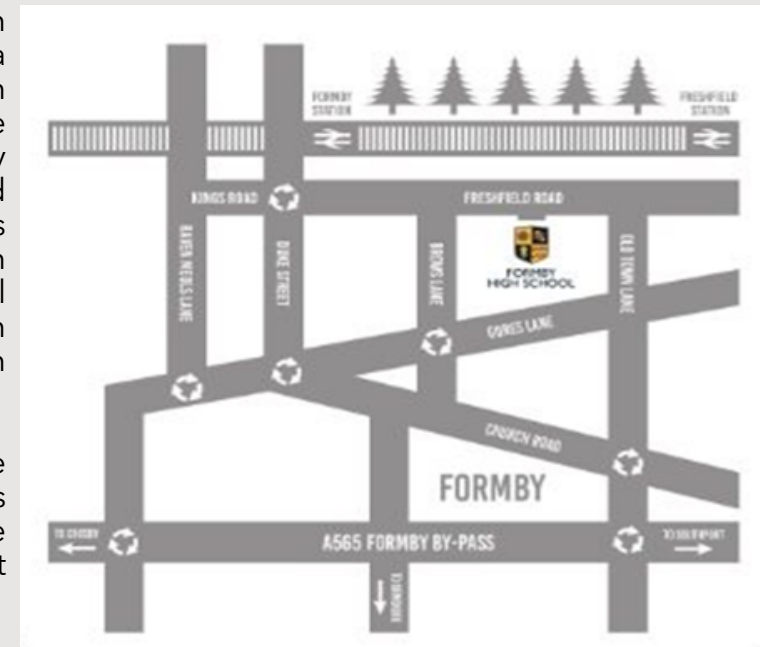 n
a
n
e
y
d
s
n
l
n
n
e
s
e
t
FORMBY
STATION
FRESHFIELD
STATION
KINGS ROAD
FRESHFIELD ROAD
RAVEN MEOLS LANE
DUKE STREET
BROWS LANE
OLD TOWN LANE
FORMBY
HIGH SCHOOL
GORES LANE
CHURCH ROAD
FORMBY
TO CROSBY
A565 FORMBY BY-PASS
TO SOUTHPORT